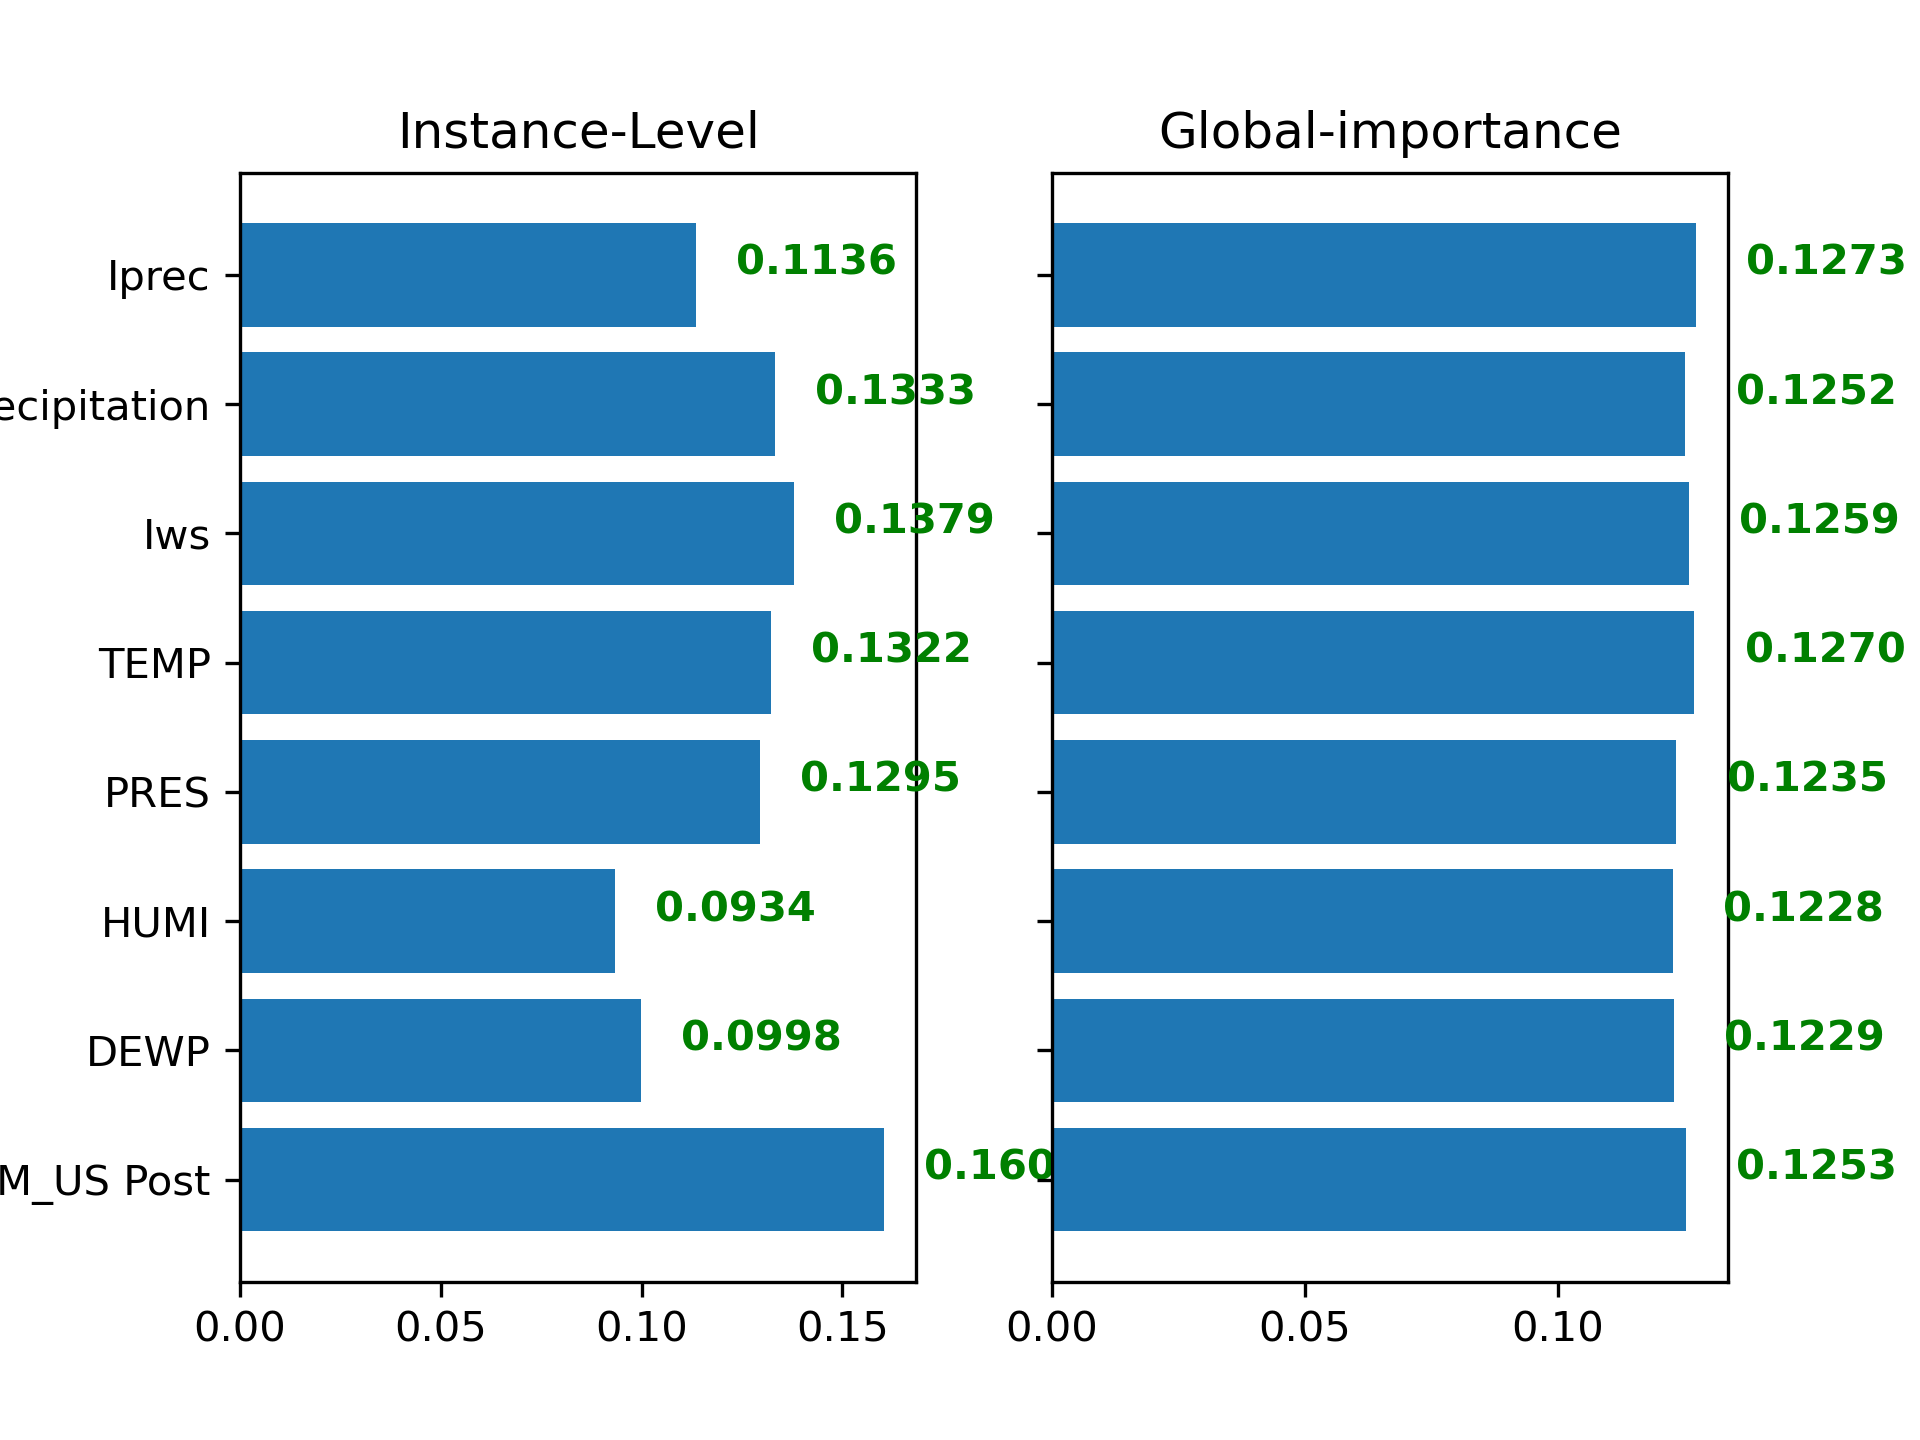 Instance-Level
Iprec
ecipitation
Iws
TEMP
PRES
HUMI
DEWP
M_US Post
0.1136
0.1333
0.1379
0.1322
0.1295
0.0934
0.0998
0.160
0.00 0.05 0.10 0.15
Global-importance
0.1273
0.1252
0.1259
0.1270
0.1235
0.1228
0.1229
0.1253
0.00 0.05 0.10